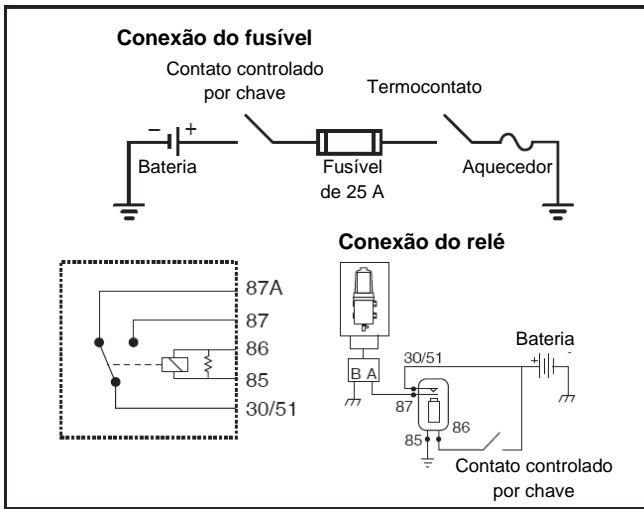 Conexão do fusível
Contato controlado
por chave
Termocontato
– +
Bateria
Fusível
de 25 A
Aquecedor
Conexão do relé
87A
87
86
85
30/51
B A
30/51
87
85
86
Bateria
+ -
Contato controlado
por chave